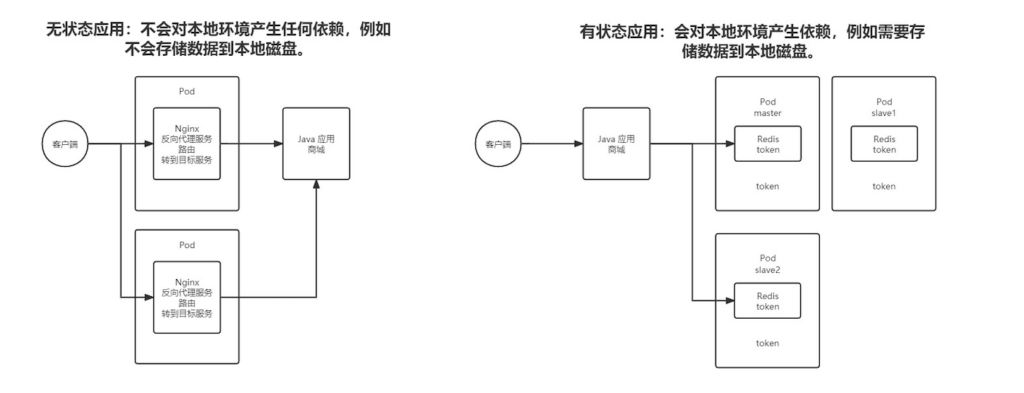 无状态应用：不会对本地环境产生任何依赖，例如
不会存储数据到本地磁盘。
Pod
Nginx
反向代理服务
路由
转到目标服务
客户端
Java 应用
商城
Pod
Nginx
反向代理服务
路由
转到目标服务
有状态应用：会对本地环境产生依赖，例如需要存
储数据到本地磁盘。
客户端
Java 应用
商城
Pod
master
Redis
token
token
Pod
slave1
Redis
token
token
Pod
slave2
Redis
token
token